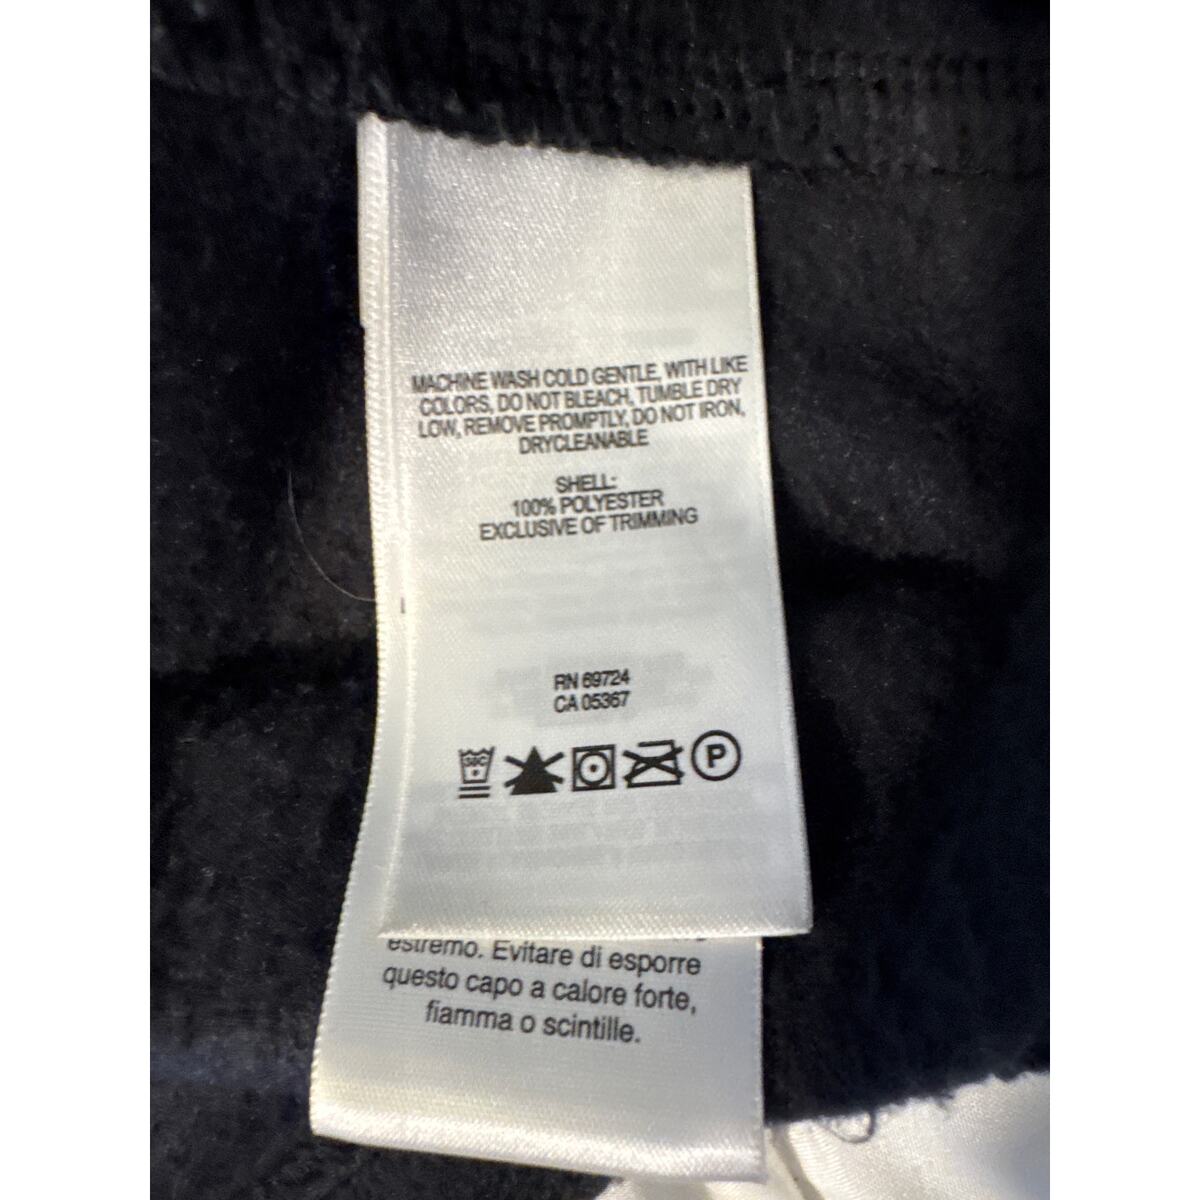 MACHINE WASH COLD GENTLE, WITH LIKE
COLORS, DO NOT BLEACH, TUMBLE DRY
LOW, REMOVE PROMPTLY, DO NOT IRON,
DRYCLEANABLE
SHELL:
100% POLYESTER
EXCLUSIVE OF TRIMMING
RN 69724
CA 05367
30C
P
estremo. Evitare di esporre
questo capo a calore forte,
fiamma o scintille.